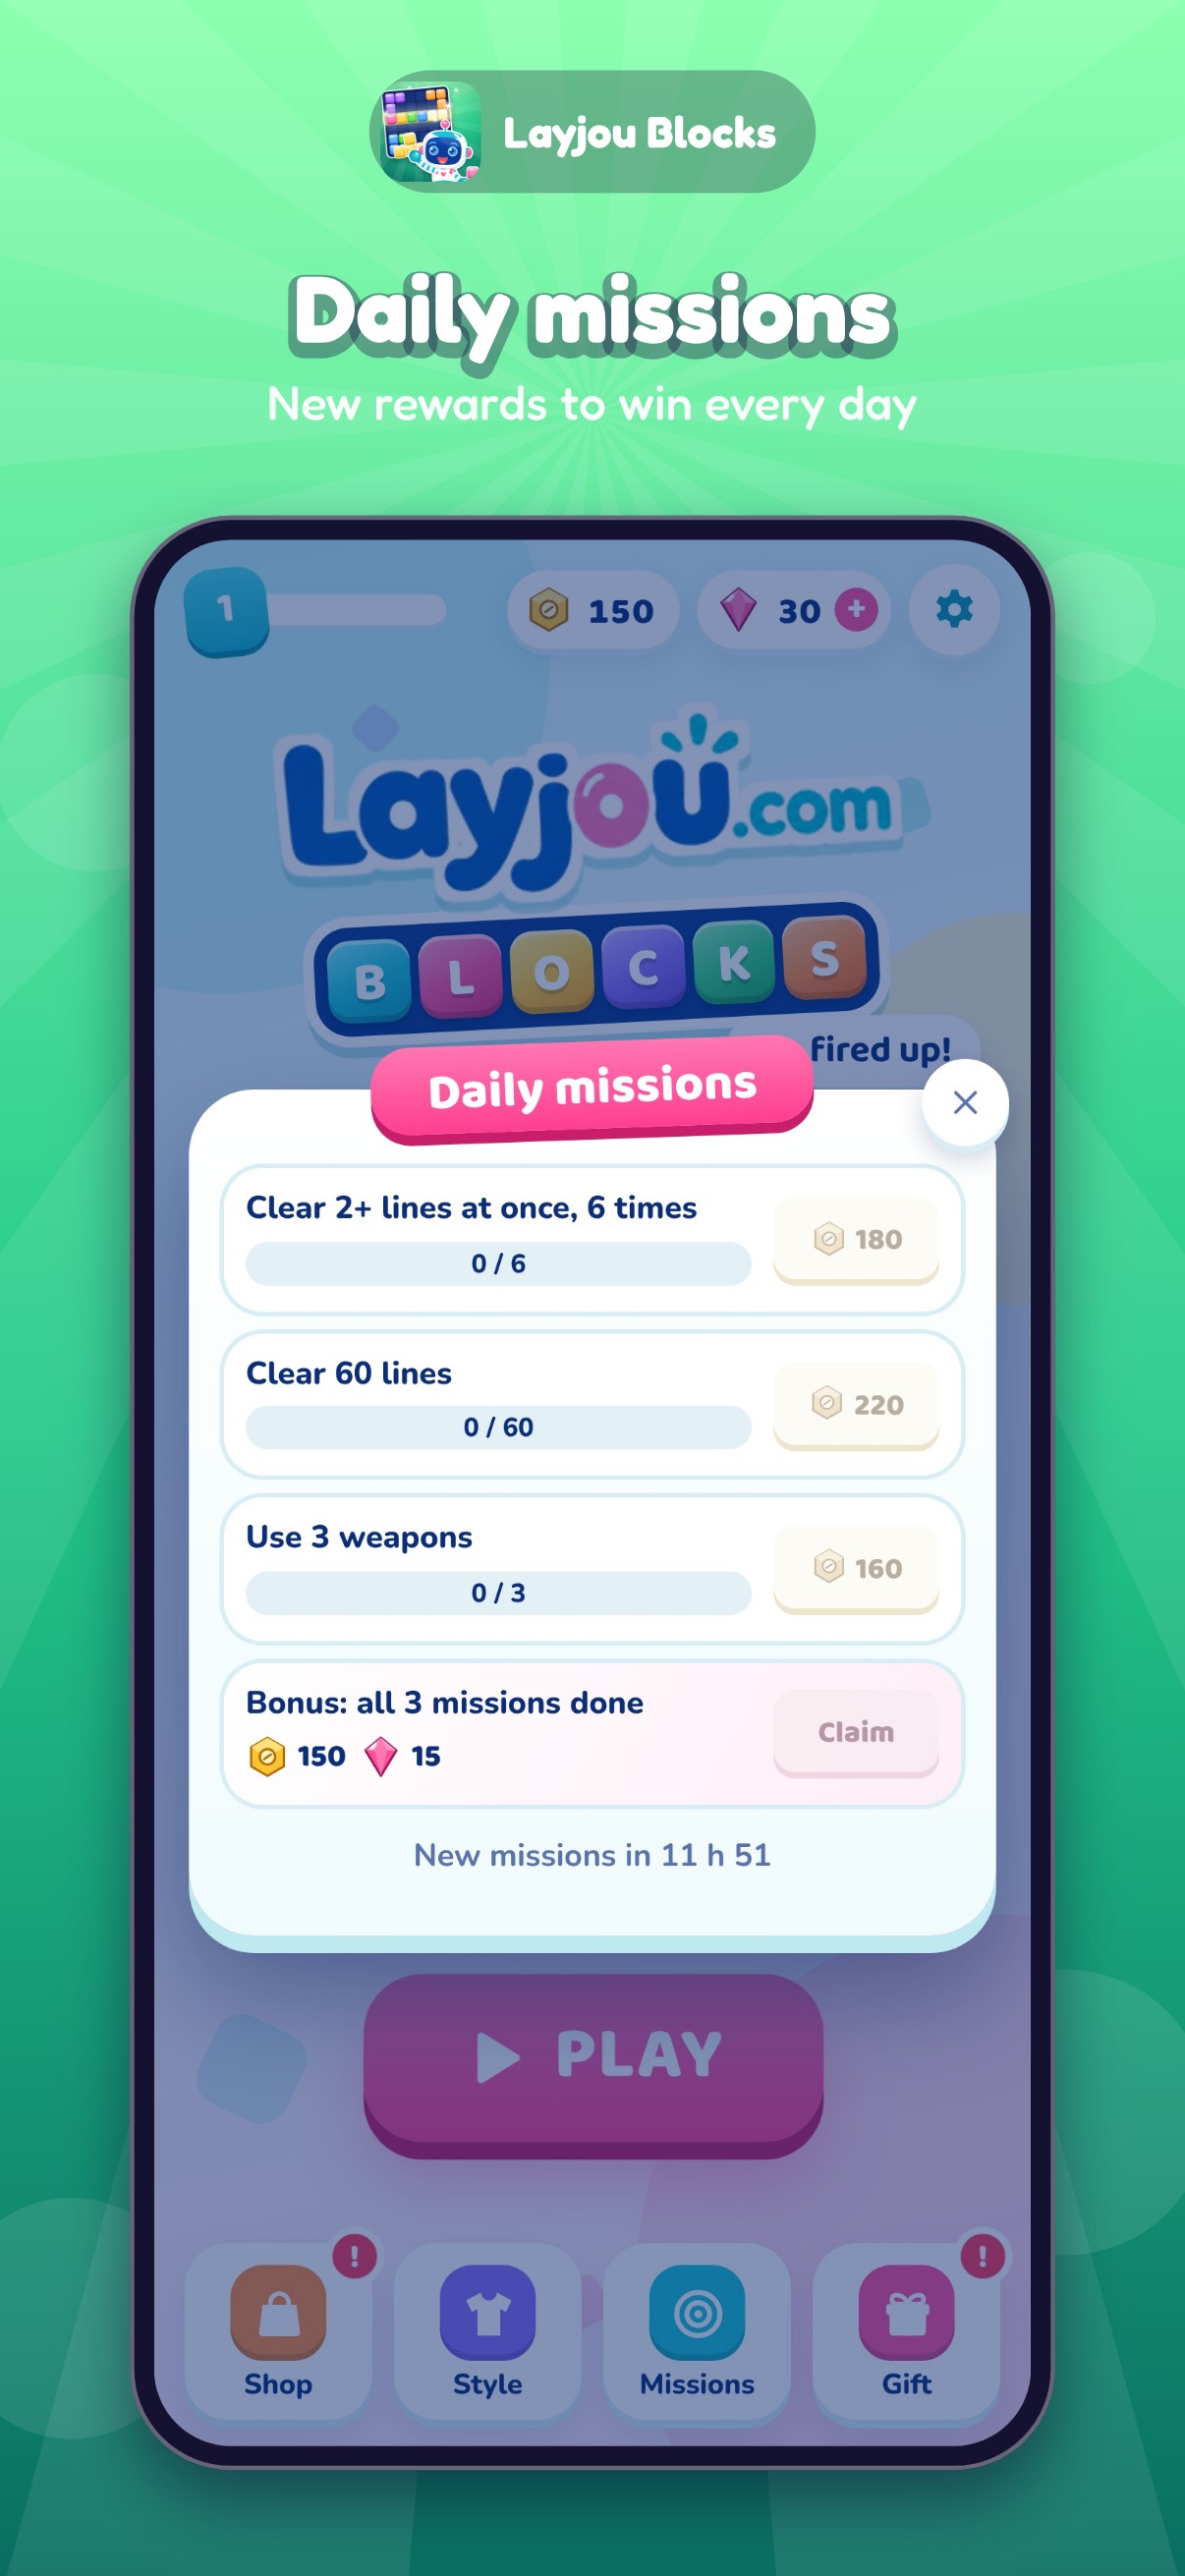 Layjou Blocks
Daily missions
New rewards to win every day
1
150
30
Layjou.com
BLOCKS
fired up!
Daily missions
Clear 2+ lines at once, 6 times
0 / 6
180
Clear 60 lines
0 / 60
220
Use 3 weapons
0 / 3
160
Bonus: all 3 missions done
150 15
Claim
New missions in 11 h 51
PLAY
! !
Shop Style Missions Gift